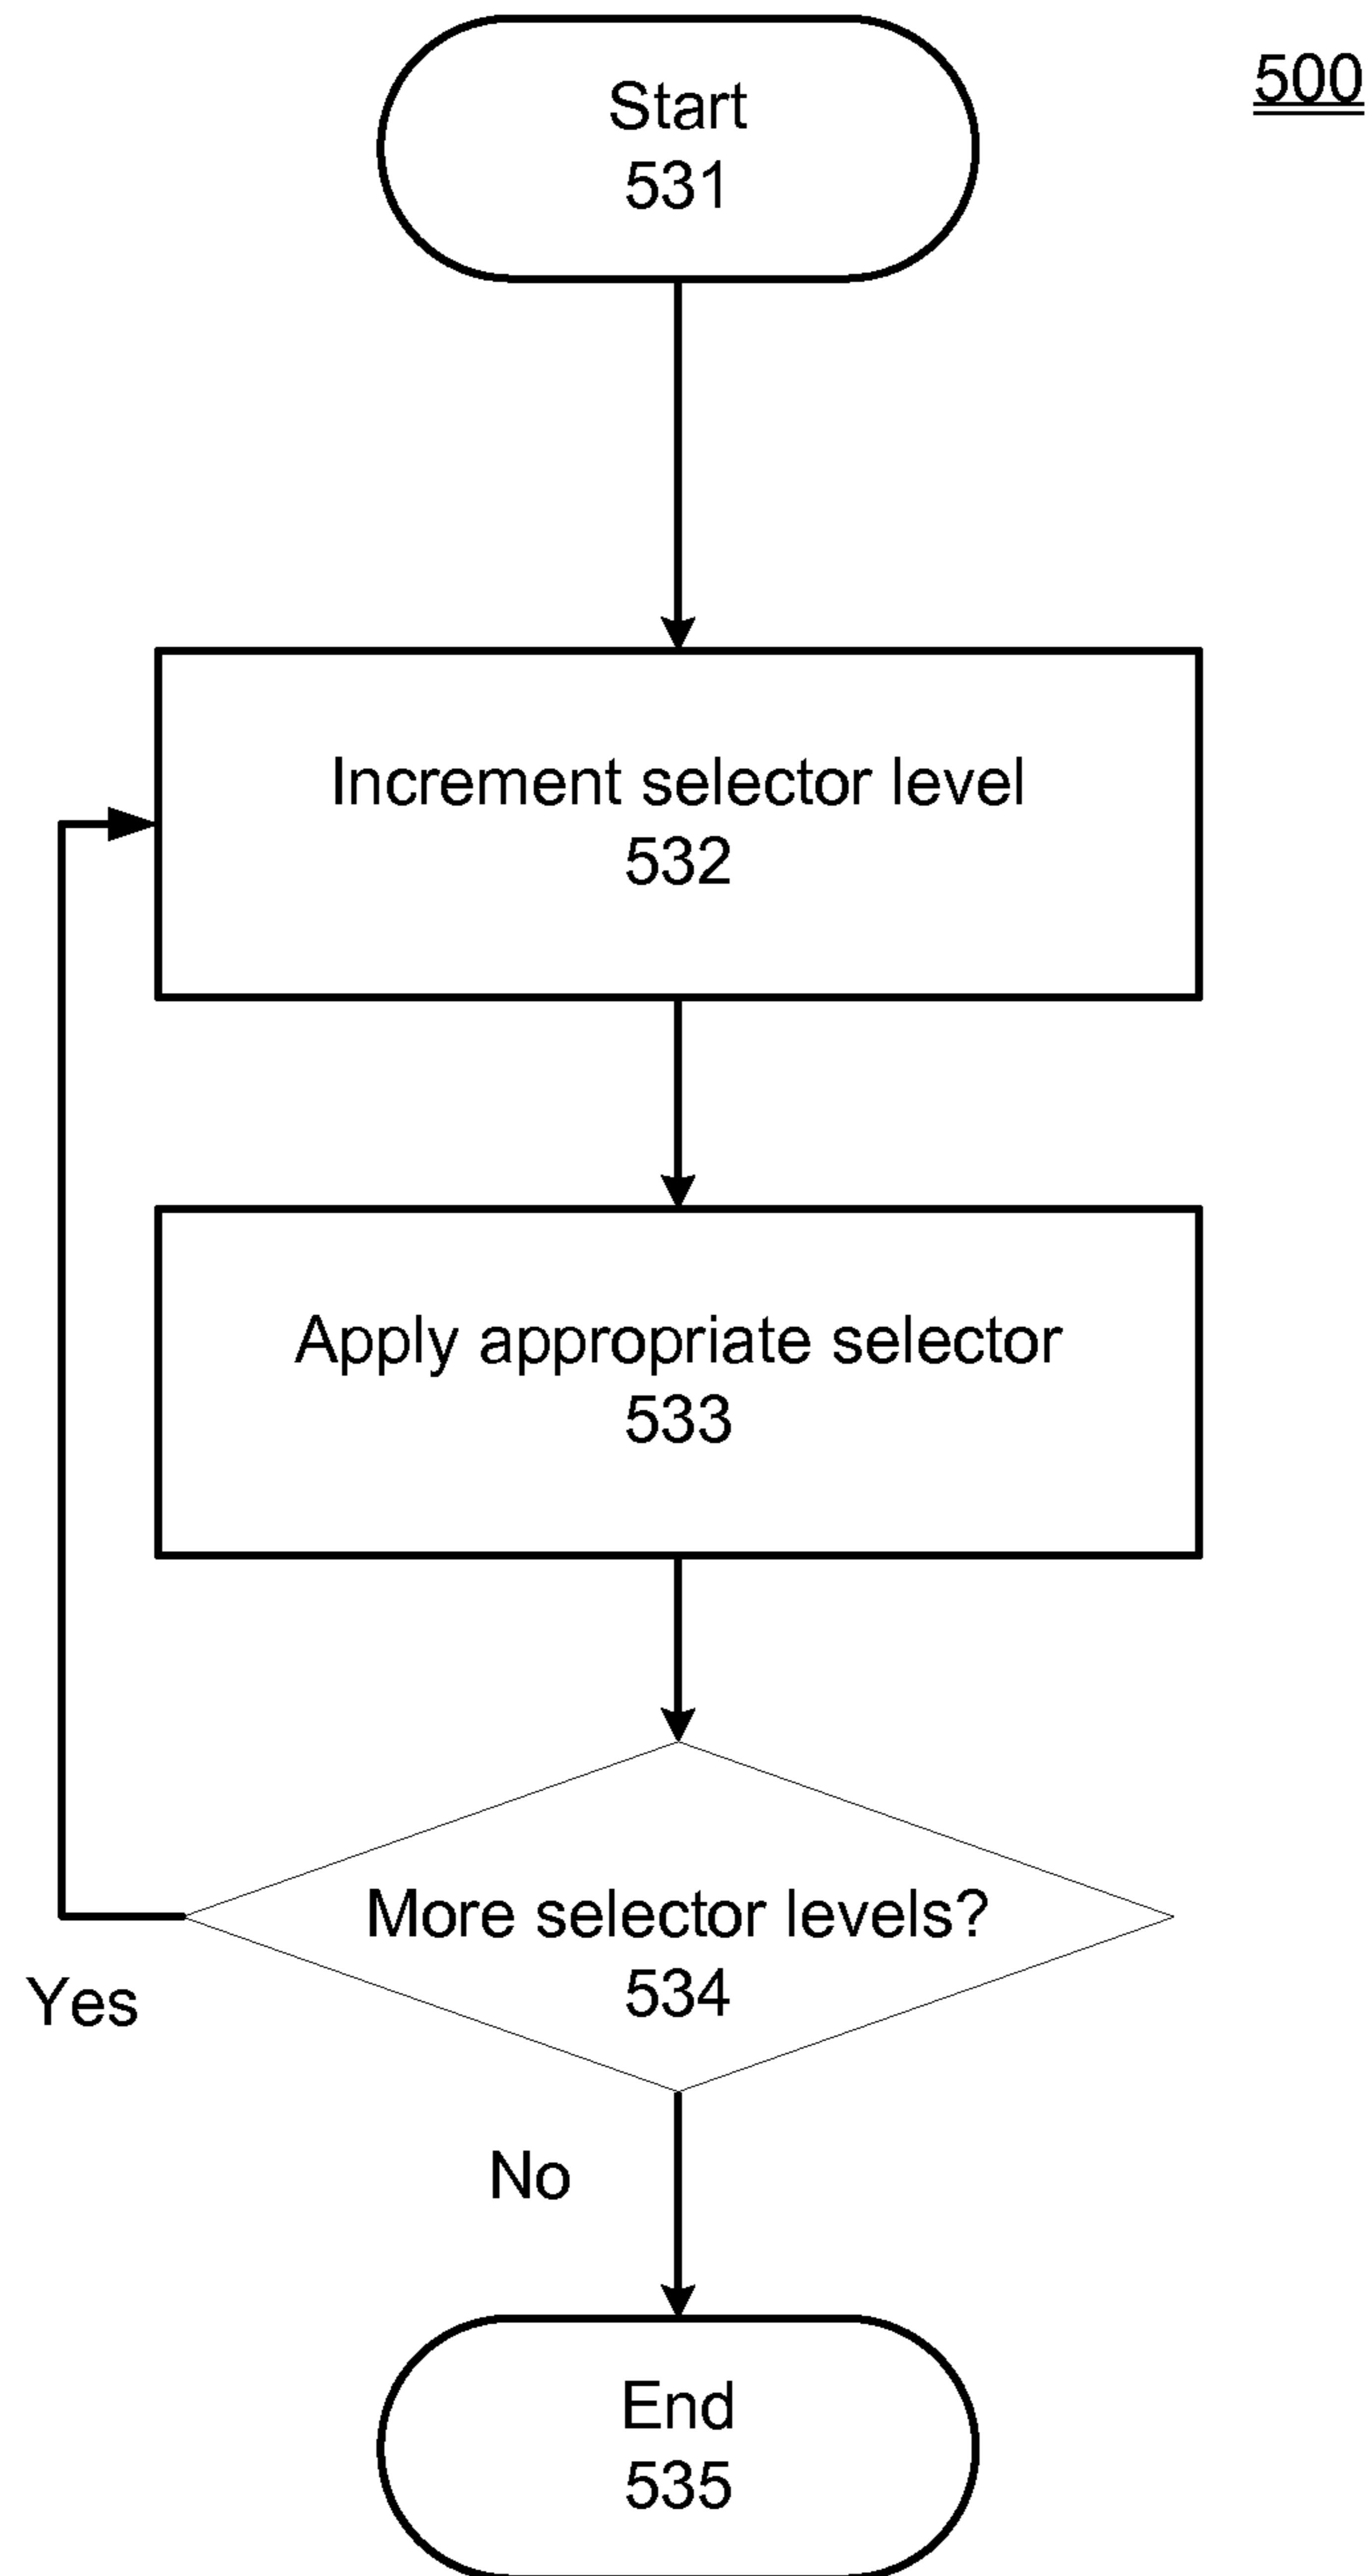 500
Start
531
Increment selector level
532
Apply appropriate selector
533
More selector levels?
534
Yes
No
End
535